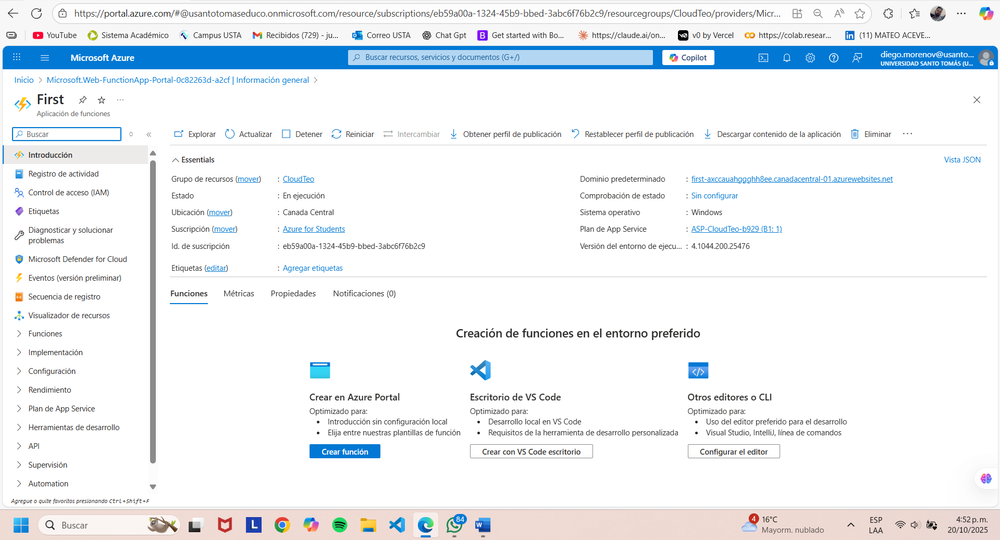 https://portal.azure.com/#@usantotomaseduco.onmicrosoft.com/resource/subscriptions/eb59a00a-1324-45b9-bbed-3abc6f76b2c9/resourcegroups/CloudTeo/providers/Micr...
YouTube Sistema Académico Campus USTA Recibidos (729) - ju... Correo USTA Chat Gpt Get started with Bo... https://claude.ai/on... v0 by Vercel https://colab.resear... (11) MATEO ACEVE...
Microsoft Azure
Buscar recursos, servicios y documentos (G+/)
Copilot
diego.morenov@usanto...
UNIVERSIDAD SANTO TOMÁS (U...
Inicio > Microsoft.Web-FunctionApp-Portal-0c82263d-a2cf | Información general >
First
Aplicación de funciones
Buscar
Explorar Actualizar Detener Reiniciar Intercambiar Obtener perfil de publicación Restablecer perfil de publicación Descargar contenido de la aplicación Eliminar ...
Introducción
Registro de actividad
Control de acceso (IAM)
Etiquetas
Diagnosticar y solucionar
problemas
Microsoft Defender for Cloud
Eventos (versión preliminar)
Secuencia de registro
Visualizador de recursos
Funciones
Implementación
Configuración
Rendimiento
Plan de App Service
Herramientas de desarrollo
API
Supervisión
Automation
Agregue o quite favoritos presionando Ctrl+Shift+F
Essentials
Vista JSON
Grupo de recursos (mover) : CloudTeo
Estado : En ejecución
Ubicación (mover) : Canada Central
Suscripción (mover) : Azure for Students
Id. de suscripción : eb59a00a-1324-45b9-bbed-3abc6f76b2c9
Etiquetas (editar) : Agregar etiquetas
Dominio predeterminado : first-axccauahggghh8ee.canadacentral-01.azurewebsites.net
Comprobación de estado : Sin configurar
Sistema operativo : Windows
Plan de App Service : ASP-CloudTeo-b929 (B1: 1)
Versión del entorno de ejecu... : 4.1044.200.25476
Funciones Métricas Propiedades Notificaciones (0)
Creación de funciones en el entorno preferido
Crear en Azure Portal
Optimizado para:
• Introducción sin configuración local
• Elija entre nuestras plantillas de función
Crear función
Escritorio de VS Code
Optimizado para:
• Desarrollo local en VS Code
• Requisitos de la herramienta de desarrollo personalizada
Crear con VS Code escritorio
Otros editores o CLI
Optimizado para:
• Uso del editor preferido para el desarrollo
• Visual Studio, IntelliJ, línea de comandos
Configurar el editor
Buscar
84
4
16°C
Mayorm. nublado
ESP
LAA
4:52 p. m.
20/10/2025